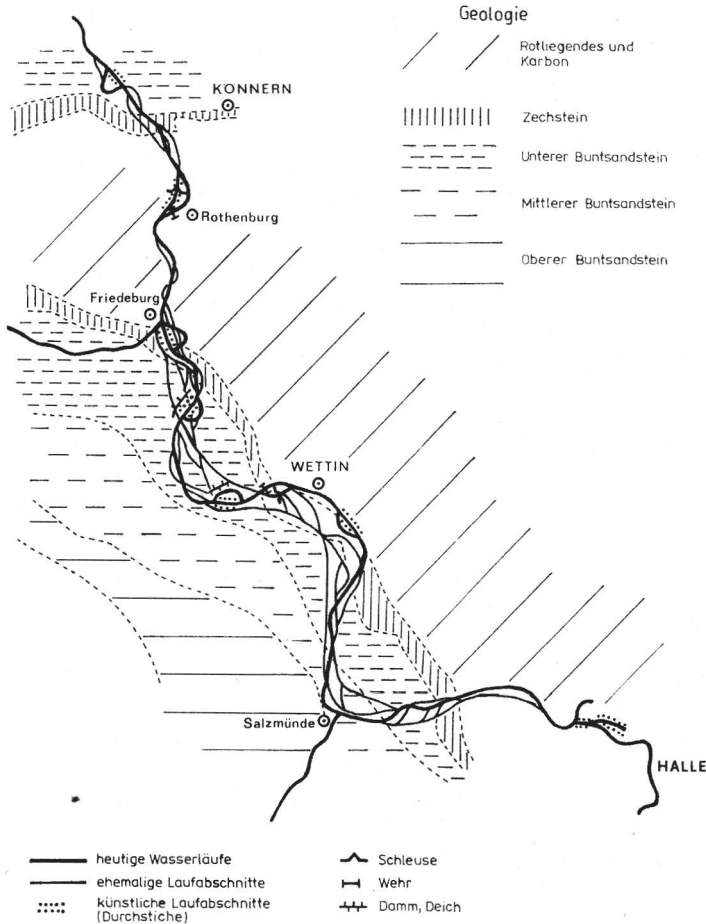 Geologie
Rotliegendes und
Karbon
Zechstein
Unterer Buntsandstein
Mittlerer Buntsandstein
Oberer Buntsandstein
KÖNNERN
Rothenburg
Friedeburg
WETTIN
Salzmünde
HALLE
heutige Wasserläufe
ehemalige Laufabschnitte
künstliche Laufabschnitte
(Durchstiche)
Schleuse
Wehr
Damm, Deich